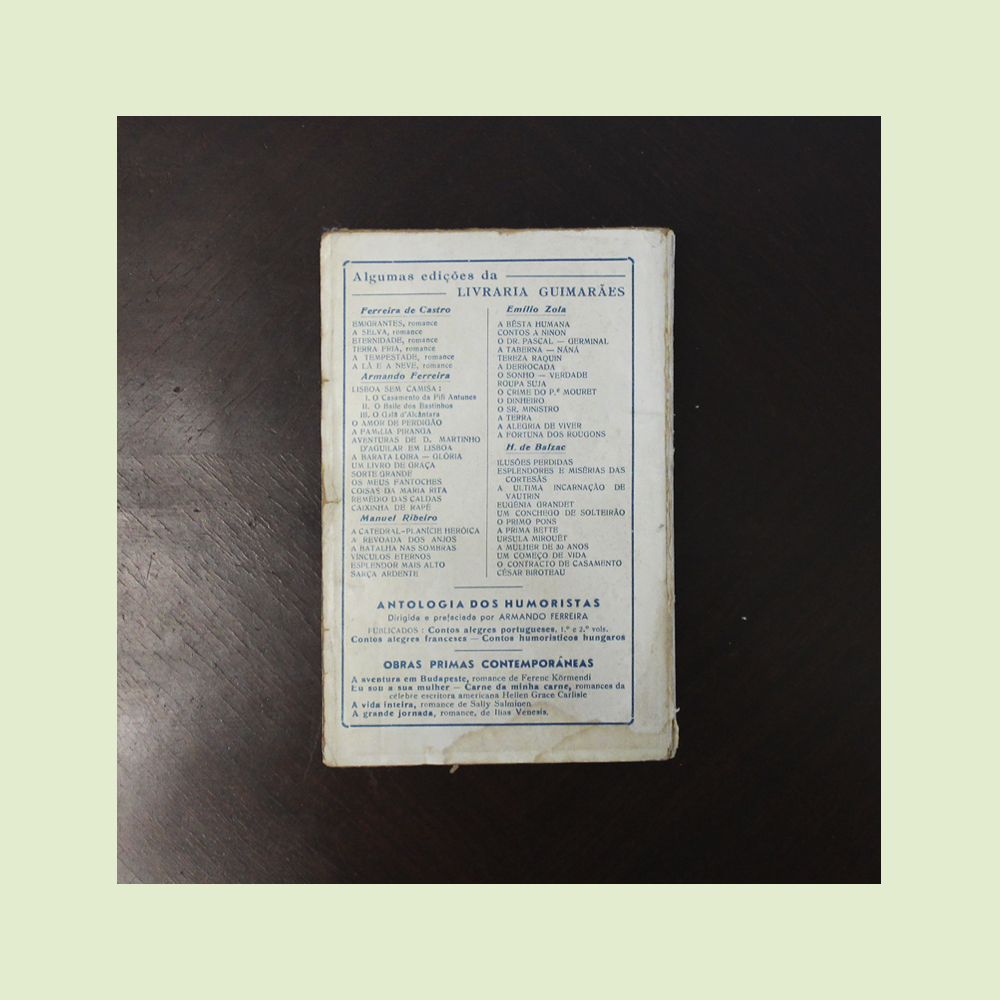 Algumas edições da
LIVRARIA GUIMARÃES
Ferreira de Castro
EMIGRANTES, romance
A SELVA, romance
ETERNIDADE, romance
TERRA FRIA, romance
A TEMPESTADE, romance
A LÃ E A NEVE, romance
Armando Ferreira
LISBOA SEM CAMISA :
I. O Casamento da Fifi Antunes
II. O Baile dos Bastinhos
III. O Galã d'Alcântara
O AMOR DE PERDIGÃO
A FAMILIA PIRANGA
AVENTURAS DE D. MARTINHO
D'AGUILAR EM LISBOA
A BARATA LOIRA — GLÓRIA
UM LIVRO DE GRAÇA
SORTE GRANDE
OS MEUS FANTOCHES
COISAS DA MARIA RITA
REMÉDIO DAS CALDAS
CAIXINHA DE RAPÉ
Manuel Ribeiro
A CATEDRAL—PLANÍCIE HERÓICA
A REVOADA DOS ANJOS
A BATALHA NAS SOMBRAS
VÍNCULOS ETERNOS
ESPLENDOR MAIS ALTO
SARÇA ARDENTE
Emílio Zola
A BÊSTA HUMANA
CONTOS A NINON
O DR. PASCAL — GERMINAL
A TABERNA — NÁNÁ
TEREZA RAQUIN
A DERROCADA
O SONHO — VERDADE
ROUPA SUJA
O CRIME DO P.e MOURET
O DINHEIRO
O SR. MINISTRO
A TERRA
A ALEGRIA DE VIVER
A FORTUNA DOS ROUGONS
H. de Balzac
ILUSÕES PERDIDAS
ESPLENDORES E MISÉRIAS DAS
CORTESÃS
A ULTIMA INCARNAÇÃO DE
VAUTRIN
EUGÉNIA GRANDET
UM CONCHEGO DE SOLTEIRÃO
O PRIMO PONS
A PRIMA BETTE
URSULA MIROUËT
A MULHER DE 30 ANOS
UM COMEÇO DE VIDA
O CONTRACTO DE CASAMENTO
CÉSAR BIROTEAU
ANTOLOGIA DOS HUMORISTAS
Dirigida e prefaciada por ARMANDO FERREIRA
PUBLICADOS : Contos alegres portugueses, 1.º e 2.º vols.
Contos alegres franceses — Contos humorísticos hungaros
OBRAS PRIMAS CONTEMPORÂNEAS
A aventura em Budapeste, romance de Ferenc Körmendi
Eu sou a sua mulher — Carne da minha carne, romances da
célebre escritora americana Hellen Grace Carlisle
A vida inteira, romance de Sally Salminen
A grande jornada, romance, de Ilias Venesis.